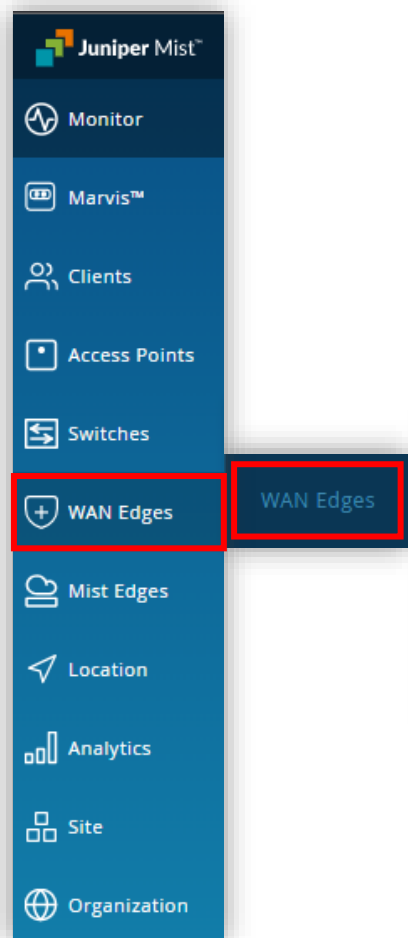 Juniper Mist™
Monitor
Marvis™
Clients
Access Points
Switches
WAN Edges
WAN Edges
Mist Edges
Location
Analytics
Site
Organization